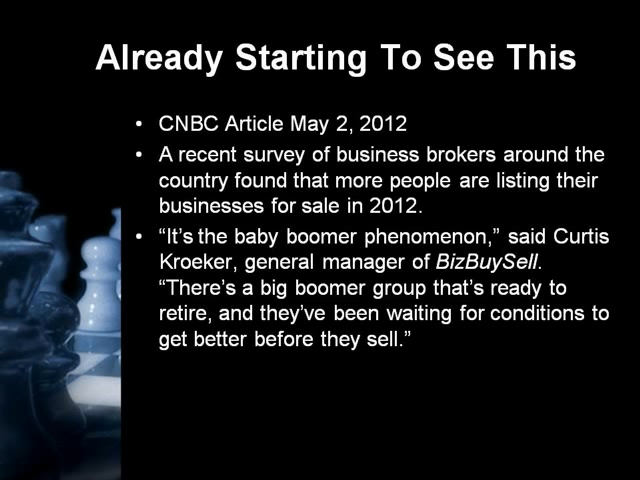 Already Starting To See This
• CNBC Article May 2, 2012
• A recent survey of business brokers around the
country found that more people are listing their
businesses for sale in 2012.
• “It’s the baby boomer phenomenon,” said Curtis
Kroeker, general manager of BizBuySell.
“There’s a big boomer group that’s ready to
retire, and they’ve been waiting for conditions to
get better before they sell.”